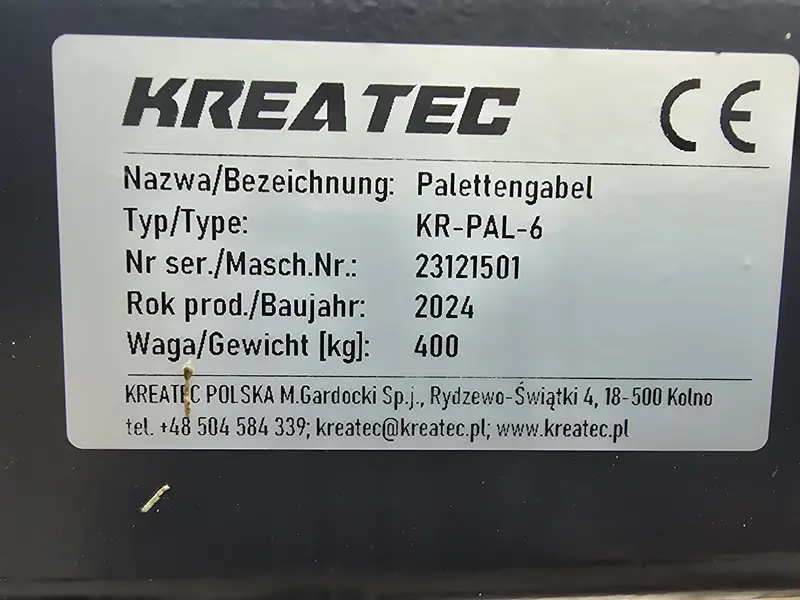 KREATEC CE
Nazwa/Bezeichnung: Palettengabel
Typ/Type: KR-PAL-6
Nr ser./Masch.Nr.: 23121501
Rok prod./Baujahr: 2024
Waga/Gewicht [kg]: 400
KREATEC POLSKA M.Gardocki Sp.j., Rydzewo-Świątki 4, 18-500 Kolno
tel. +48 504 584 339; kreatec@kreatec.pl; www.kreatec.pl